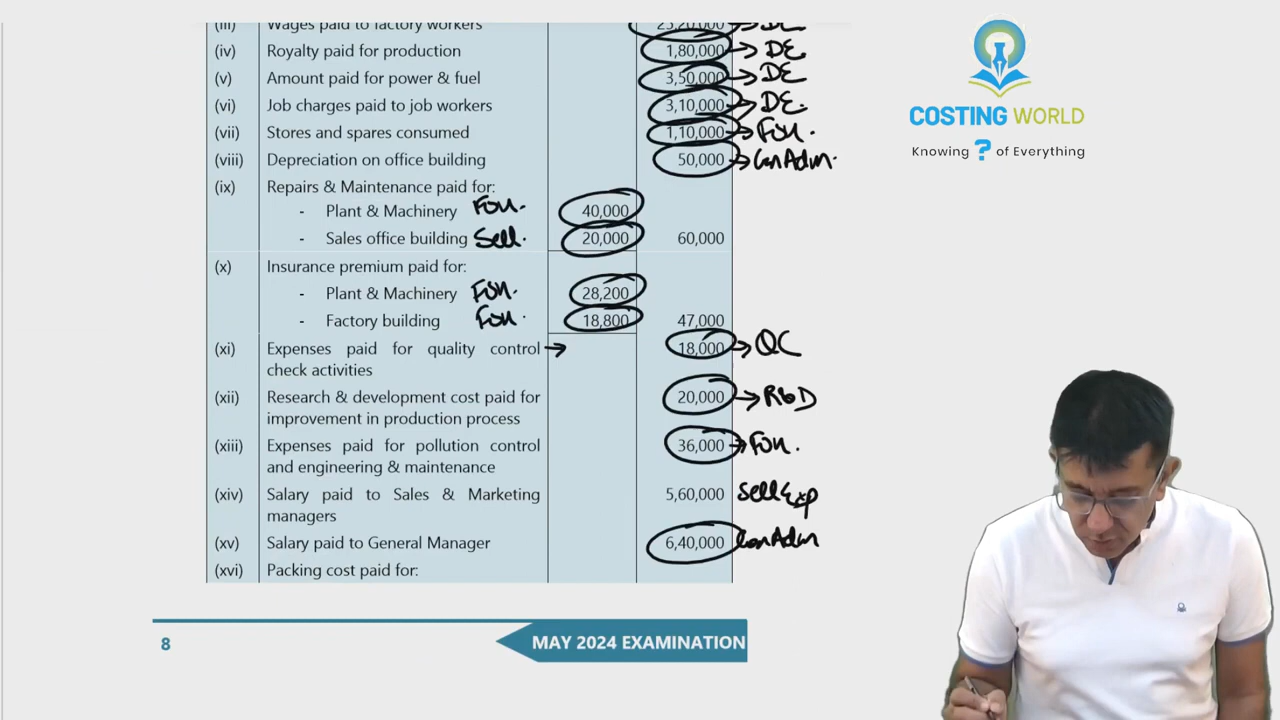 (iii) Wages paid to factory workers 25,20,000 → DL
(iv) Royalty paid for production 1,80,000 → DE
(v) Amount paid for power & fuel 3,50,000 → DE
(vi) Job charges paid to job workers 3,10,000 → DE.
(vii) Stores and spares consumed 1,10,000 → FOH.
(viii) Depreciation on office building 50,000 → GenAdm.
(ix) Repairs & Maintenance paid for:
- Plant & Machinery FOH. 40,000
- Sales office building Sell. 20,000 60,000
(x) Insurance premium paid for:
- Plant & Machinery FOH. 28,200
- Factory building FOH. 18,800 47,000
(xi) Expenses paid for quality control → 18,000 → QC
check activities
(xii) Research & development cost paid for 20,000 → R&D
improvement in production process
(xiii) Expenses paid for pollution control 36,000 → FOH.
and engineering & maintenance
(xiv) Salary paid to Sales & Marketing 5,60,000 Sell Exp
managers
(xv) Salary paid to General Manager 6,40,000 GenAdm
(xvi) Packing cost paid for:
8
MAY 2024 EXAMINATION
COSTING WORLD
Knowing ? of Everything